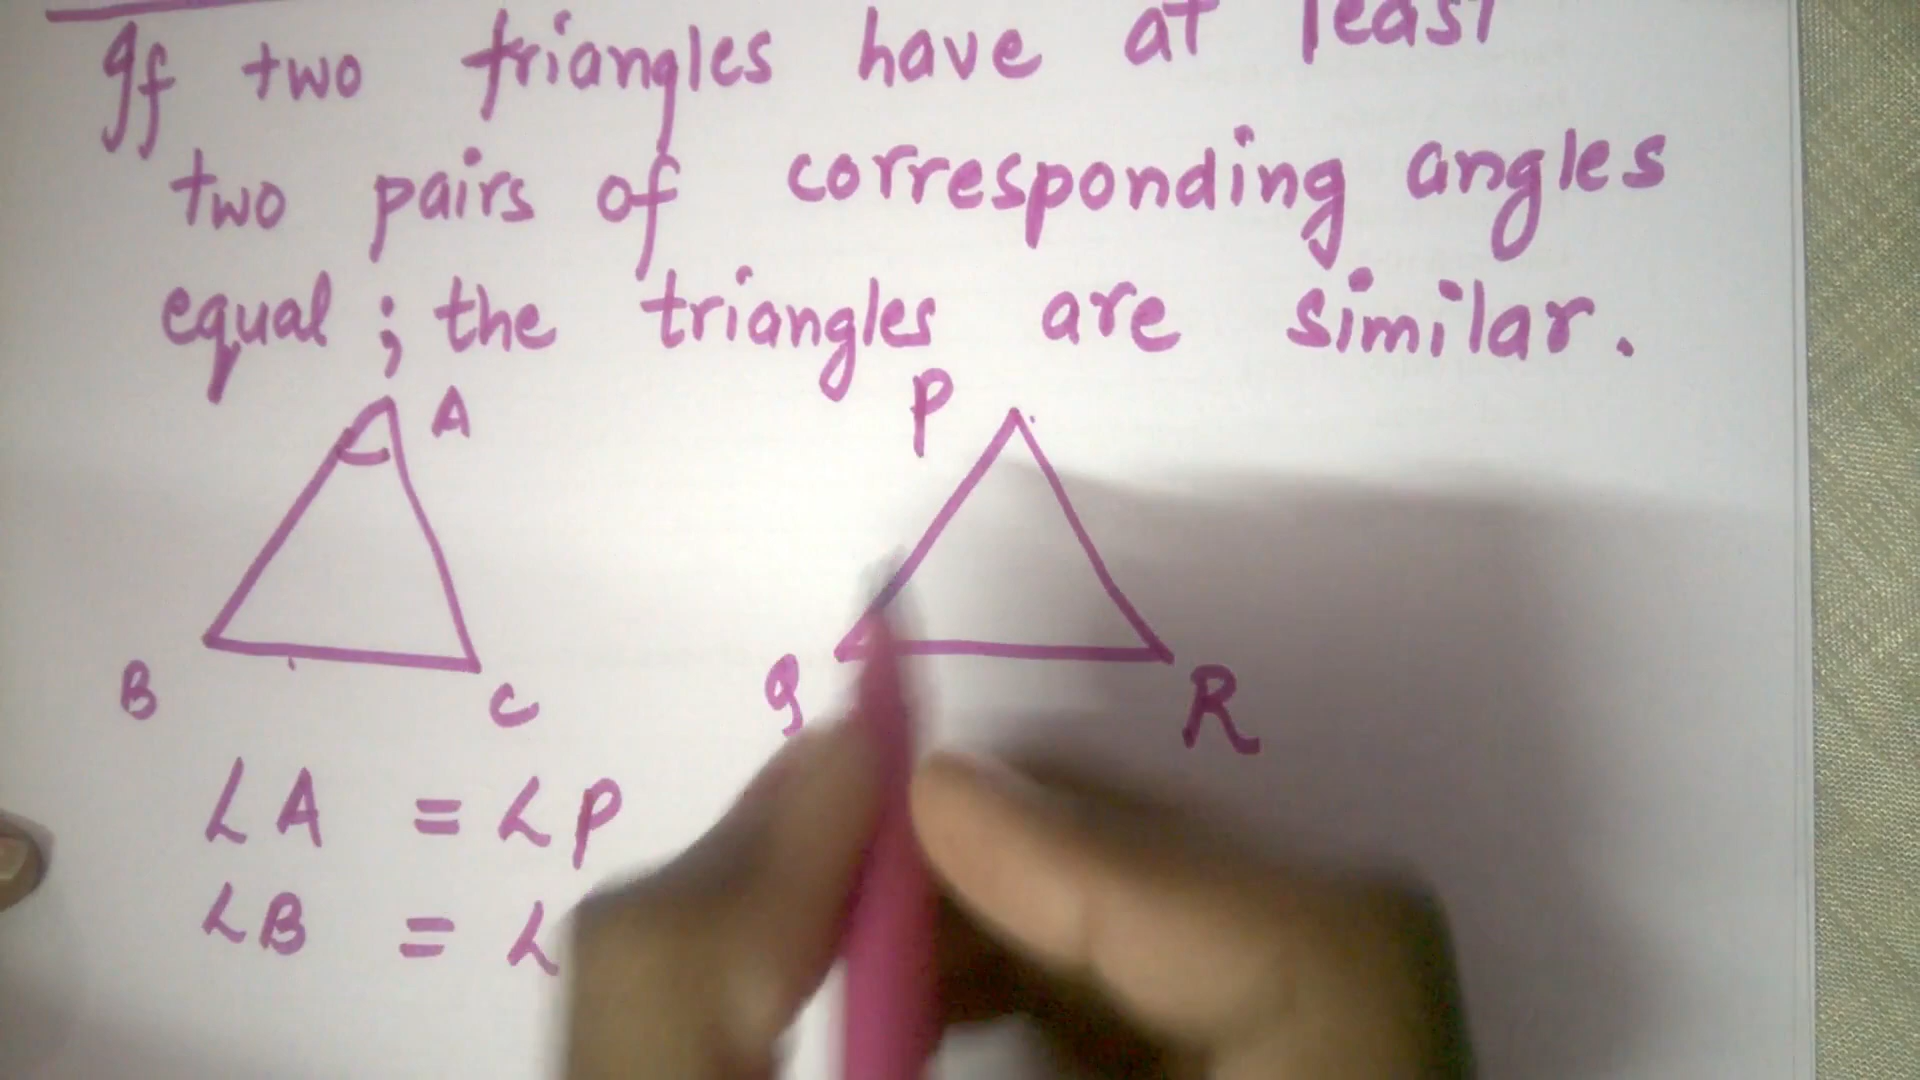 If two triangles have at least
two pairs of corresponding angles
equal ; the triangles are similar.
A
P
B
C
Q
R
∠A = ∠P
∠B = ∠